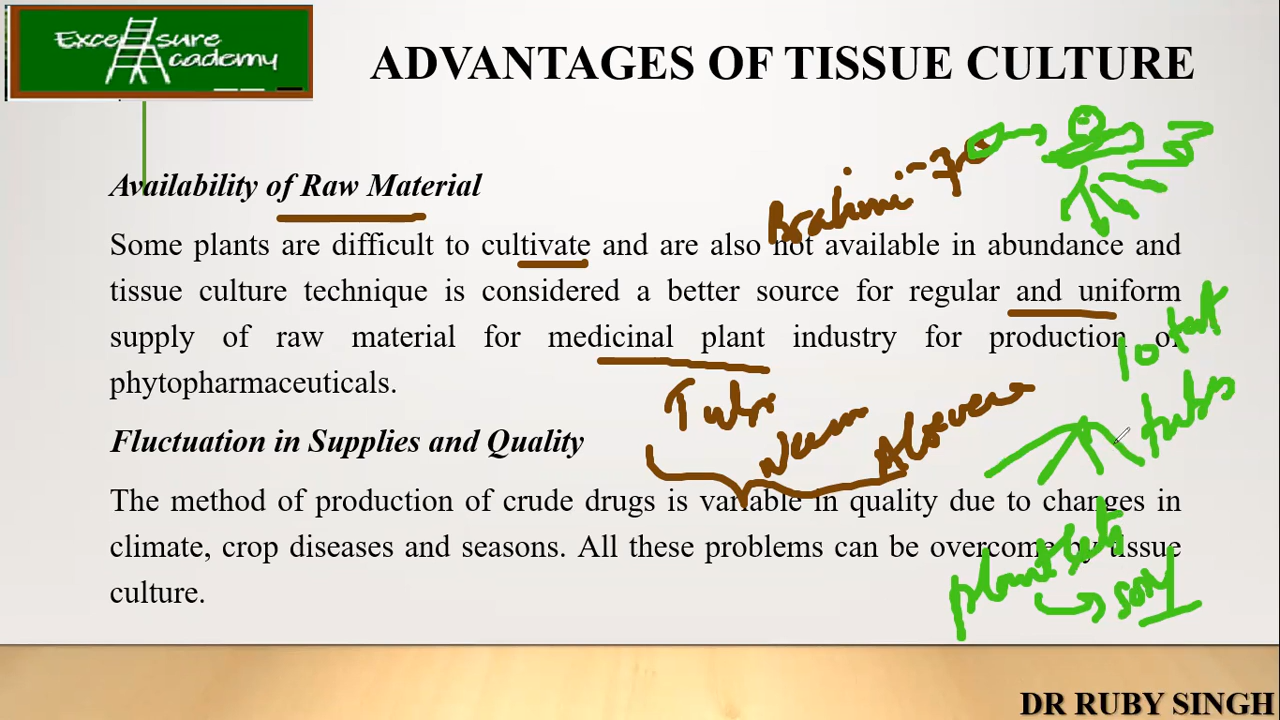 Excel sure
Academy
ADVANTAGES OF TISSUE CULTURE
Availability of Raw Material
Brahmi -
Some plants are difficult to cultivate and are also not available in abundance and
tissue culture technique is considered a better source for regular and uniform
supply of raw material for medicinal plant industry for production of
phytopharmaceuticals.
10 test
tubes
Neem
Aloevera
Fluctuation in Supplies and Quality
The method of production of crude drugs is variable in quality due to changes in
climate, crop diseases and seasons. All these problems can be overcome by tissue
culture.
plantlets
soil
DR RUBY SINGH